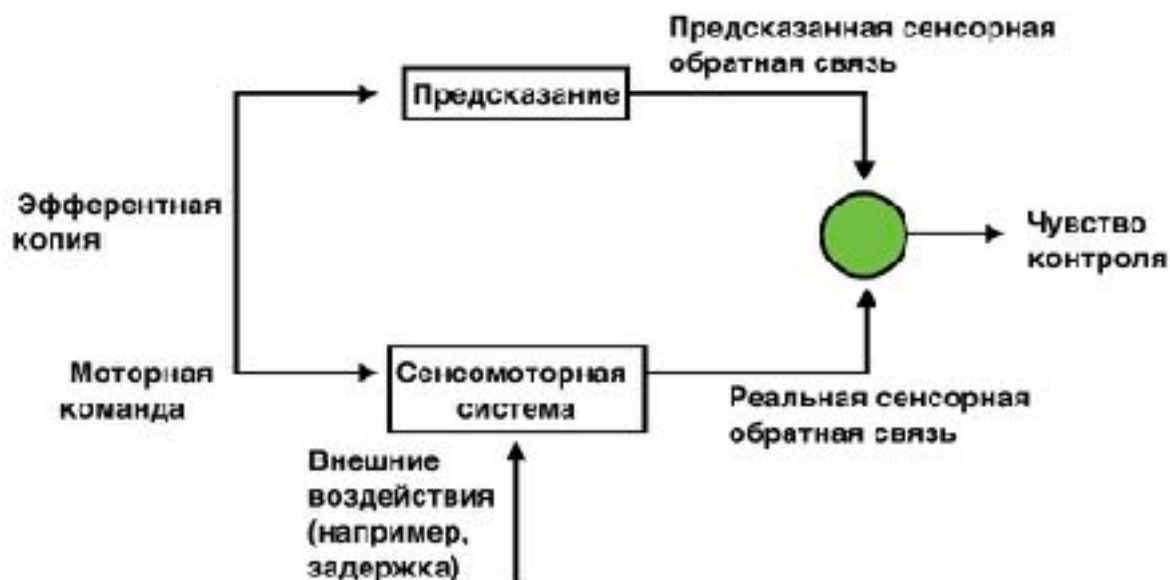 Предсказанная сенсорная
обратная связь
Предсказание
Эфферентная
копия
Чувство
контроля
Моторная
команда
Сенсомоторная
система
Реальная сенсорная
обратная связь
Внешние
воздействия
(например,
задержка)